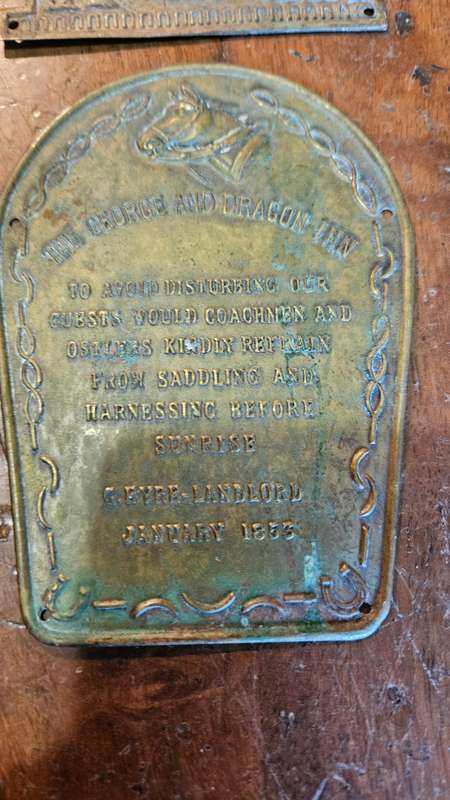 THE GEORGE AND DRAGON INN
TO AVOID DISTURBING OUR
GUESTS WOULD COACHMEN AND
OSTLERS KINDLY REFRAIN
FROM SADDLING AND
HARNESSING BEFORE
SUNRISE
G.EYRE-LANDLORD
JANUARY